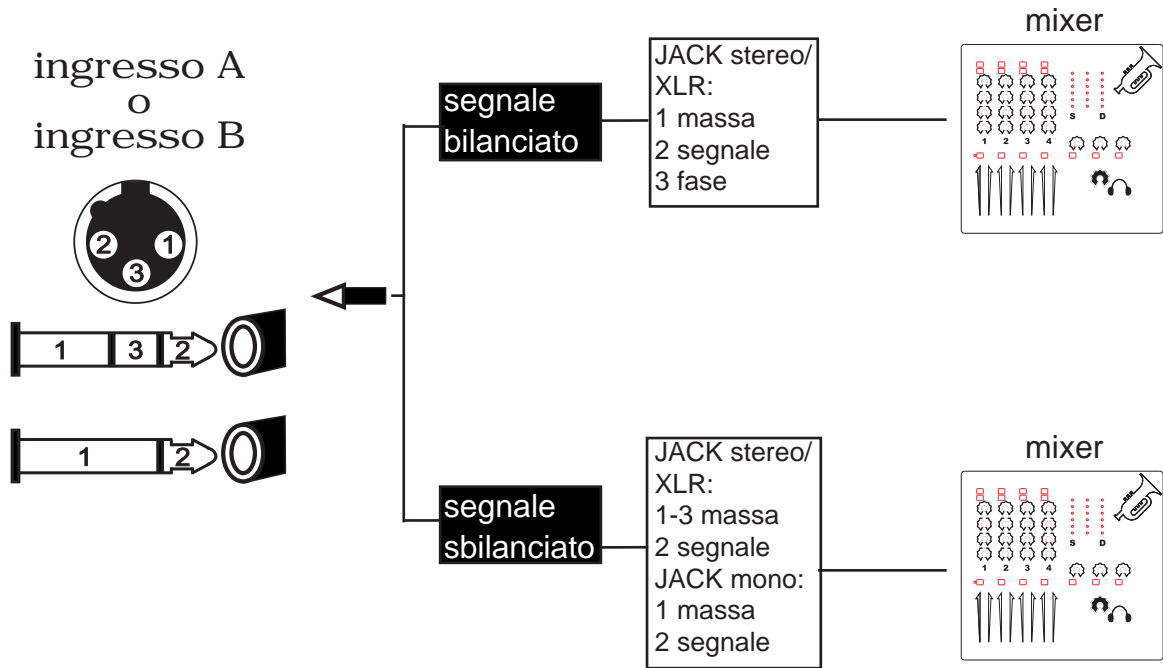 ingresso A
o
ingresso B
2
1
3
1 3 2
1 2
segnale
bilanciato
JACK stereo/
XLR:
1 massa
2 segnale
3 fase
mixer
S D
1 2 3 4
segnale
sbilanciato
JACK stereo/
XLR:
1-3 massa
2 segnale
JACK mono:
1 massa
2 segnale
mixer
S D
1 2 3 4